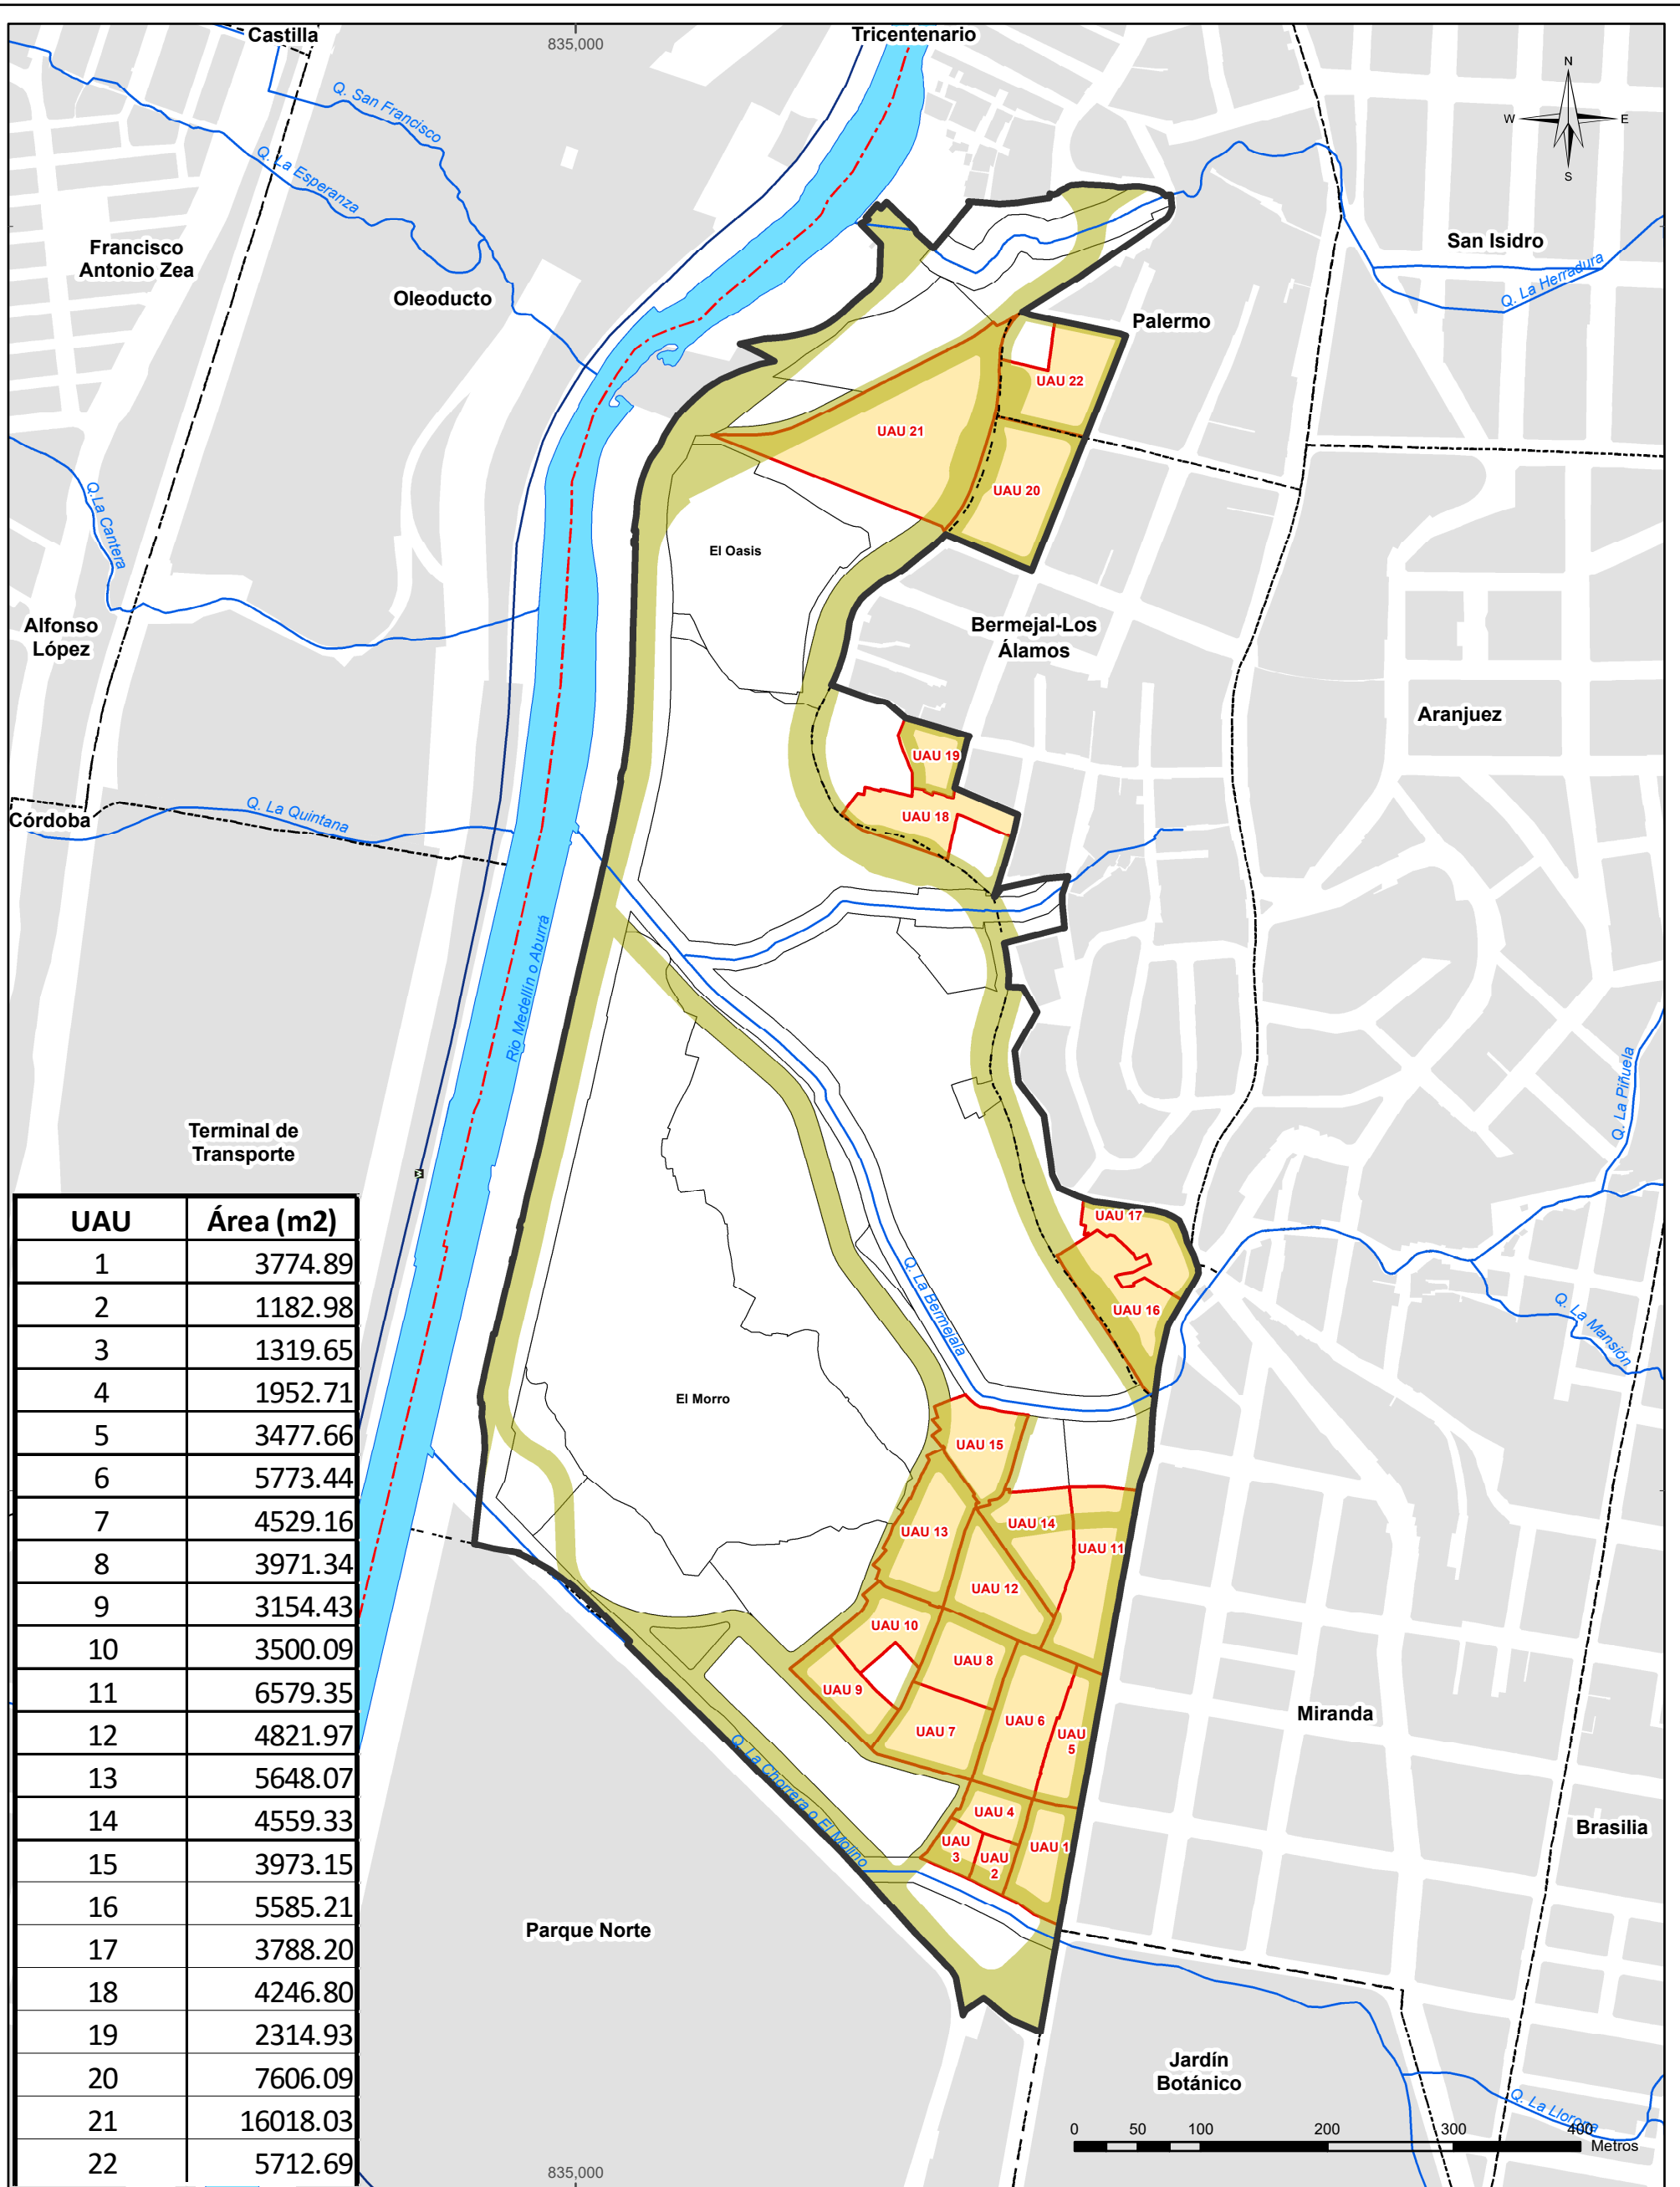 Castilla
835,000
Tricentenario
N
W
E
S
Q. San Francisco
Q. La Esperanza
Francisco
Antonio Zea
Oleoducto
San Isidro
Q. La Herradura
Palermo
UAU 22
UAU 21
UAU 20
Q.La Cantera
El Oasis
Alfonso
López
Bermejal-Los
Álamos
Aranjuez
UAU 19
UAU 18
Córdoba
Q. La Quintana
Rio Medellín o Aburrá
Q. La Piñuela
Terminal de
Transporte
UAU 17
UAU 16
Q. La Bermejala
Q. La Mansión
El Morro
UAU 15
UAU 14
UAU 13
UAU 11
UAU 12
UAU 10
UAU 8
UAU 9
UAU 6
UAU 7
UAU
5
Miranda
Q. La Chorrera o El Molino
UAU 4
UAU
3
UAU
2
UAU 1
Brasilia
Parque Norte
Jardín
Botánico
Q. La Llorona
0 50 100 200 300 400
Metros
835,000
UAU Área (m2)
1 3774.89
2 1182.98
3 1319.65
4 1952.71
5 3477.66
6 5773.44
7 4529.16
8 3971.34
9 3154.43
10 3500.09
11 6579.35
12 4821.97
13 5648.07
14 4559.33
15 3973.15
16 5585.21
17 3788.20
18 4246.80
19 2314.93
20 7606.09
21 16018.03
22 5712.69